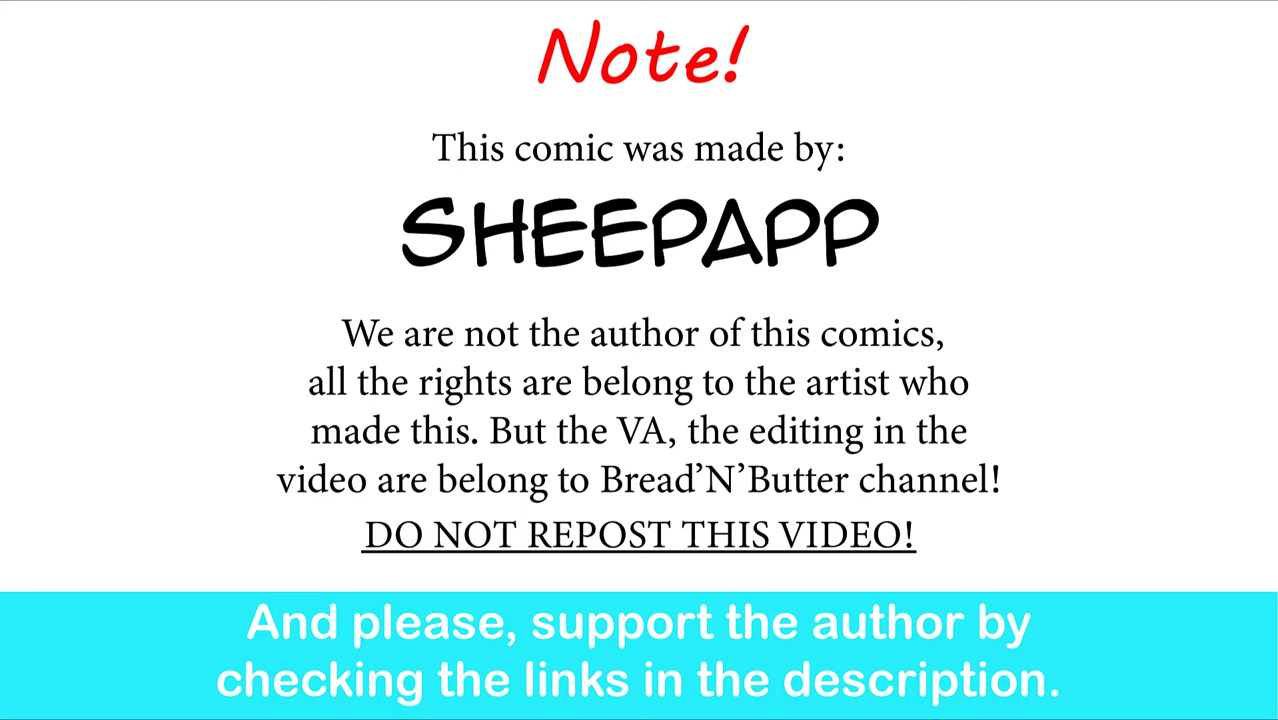 Note!
This comic was made by:
SHEEPAPP
We are not the author of this comics,
all the rights are belong to the artist who
made this. But the VA, the editing in the
video are belong to Bread’N’Butter channel!
DO NOT REPOST THIS VIDEO!
And please, support the author by
checking the links in the description.